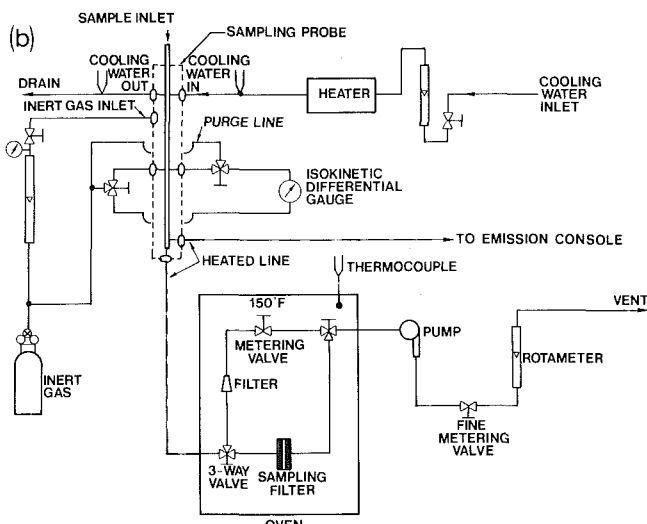 (b)
SAMPLE INLET
SAMPLING PROBE
COOLING
WATER
OUT
COOLING
WATER
IN
DRAIN
INERT GAS INLET
HEATER
COOLING
WATER
INLET
PURGE LINE
ISOKINETIC
DIFFERENTIAL
GAUGE
TO EMISSION CONSOLE
HEATED LINE
THERMOCOUPLE
150°F
METERING
VALVE
VENT
PUMP
ROTAMETER
FILTER
INERT
GAS
FINE
METERING
VALVE
3-WAY
VALVE
SAMPLING
FILTER
OVEN